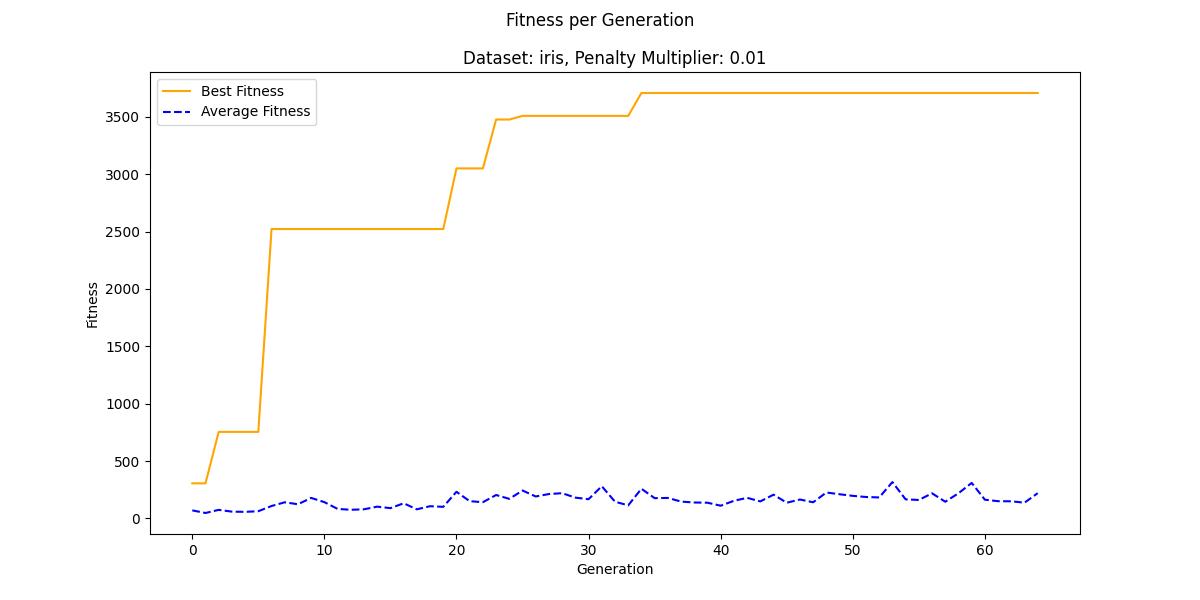 Fitness per Generation
Dataset: iris, Penalty Multiplier: 0.01
Best Fitness
Average Fitness
3500
3000
2500
2000
1500
1000
500
0
Fitness
0 10 20 30 40 50 60
Generation